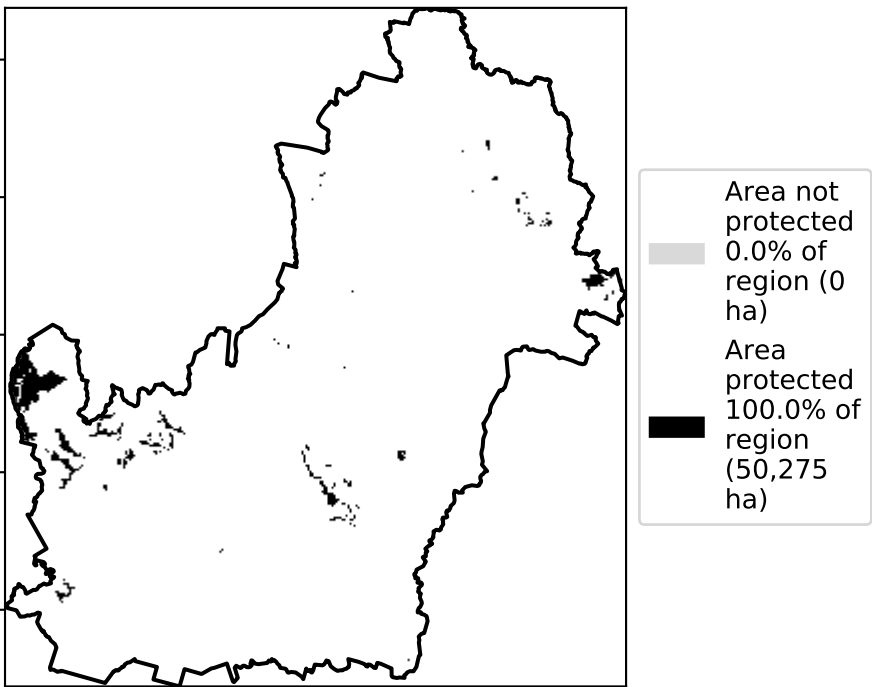 Area not
protected
0.0% of
region (0
ha)
Area
protected
100.0% of
region
(50,275
ha)